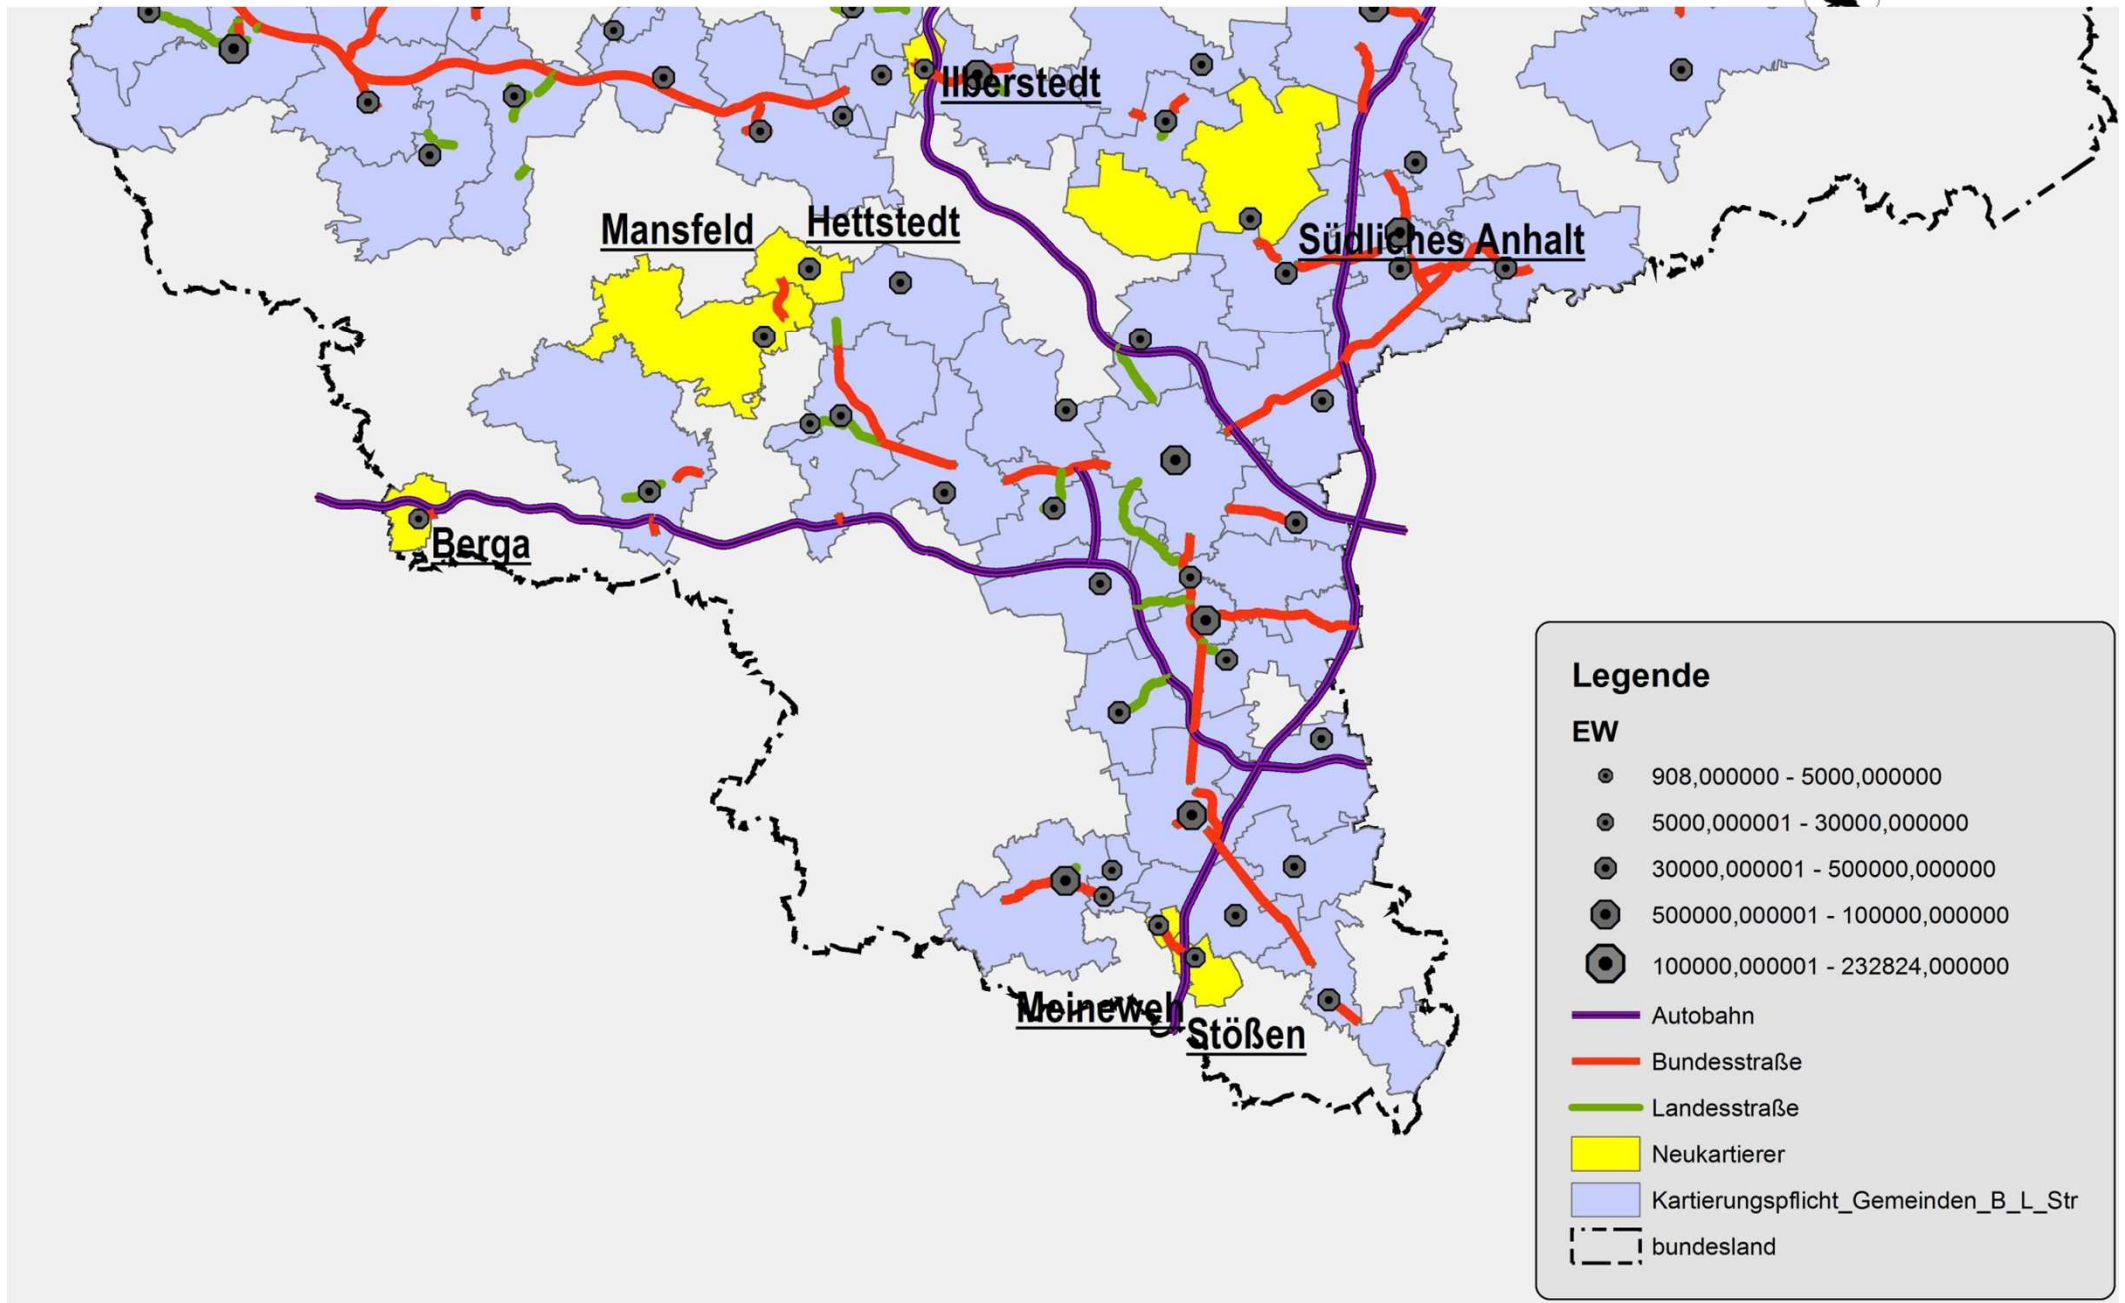 Ilberstedt
Mansfeld
Hettstedt
Südliches Anhalt
Berga
Meineweh
Stößen
Legende
EW
908,000000 - 5000,000000
5000,000001 - 30000,000000
30000,000001 - 500000,000000
500000,000001 - 100000,000000
100000,000001 - 232824,000000
Autobahn
Bundesstraße
Landesstraße
Neukartierer
Kartierungspflicht_Gemeinden_B_L_Str
bundesland